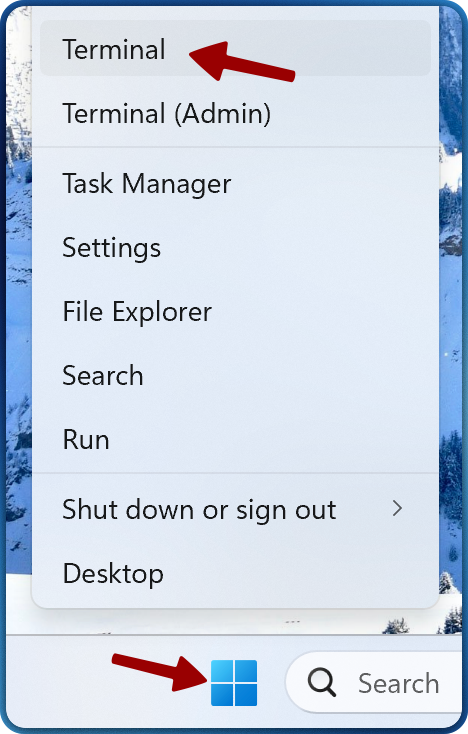 Terminal
Terminal (Admin)
Task Manager
Settings
File Explorer
Search
Run
Shut down or sign out
Desktop
Search